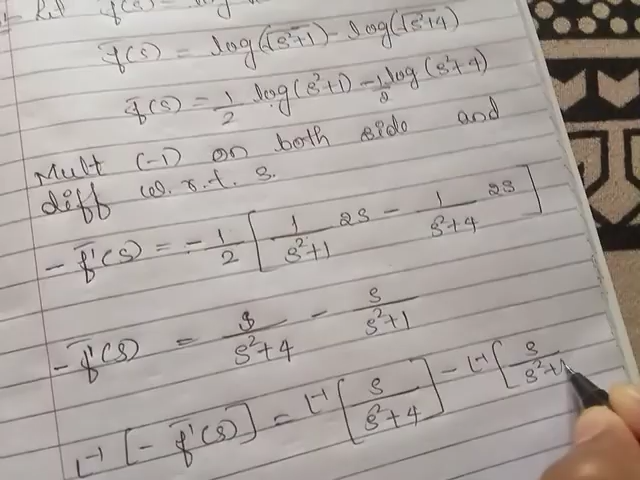 f̄(s) = log
f̄(s) = log(√s²+1) - log(√s²+4)
f̄(s) = 1/2 log(s²+1) - 1/2 log(s²+4)
Mult (-1) on both side and
diff w.r.t. s.
- f̄'(s) = - 1/2 [ 1/s²+1 2s - 1/s²+4 2s ]
- f̄'(s) = s/s²+4 - s/s²+1
L⁻¹ [- f̄'(s)] = L⁻¹ [ s/s²+4 ] - L⁻¹ [ s/s²+1